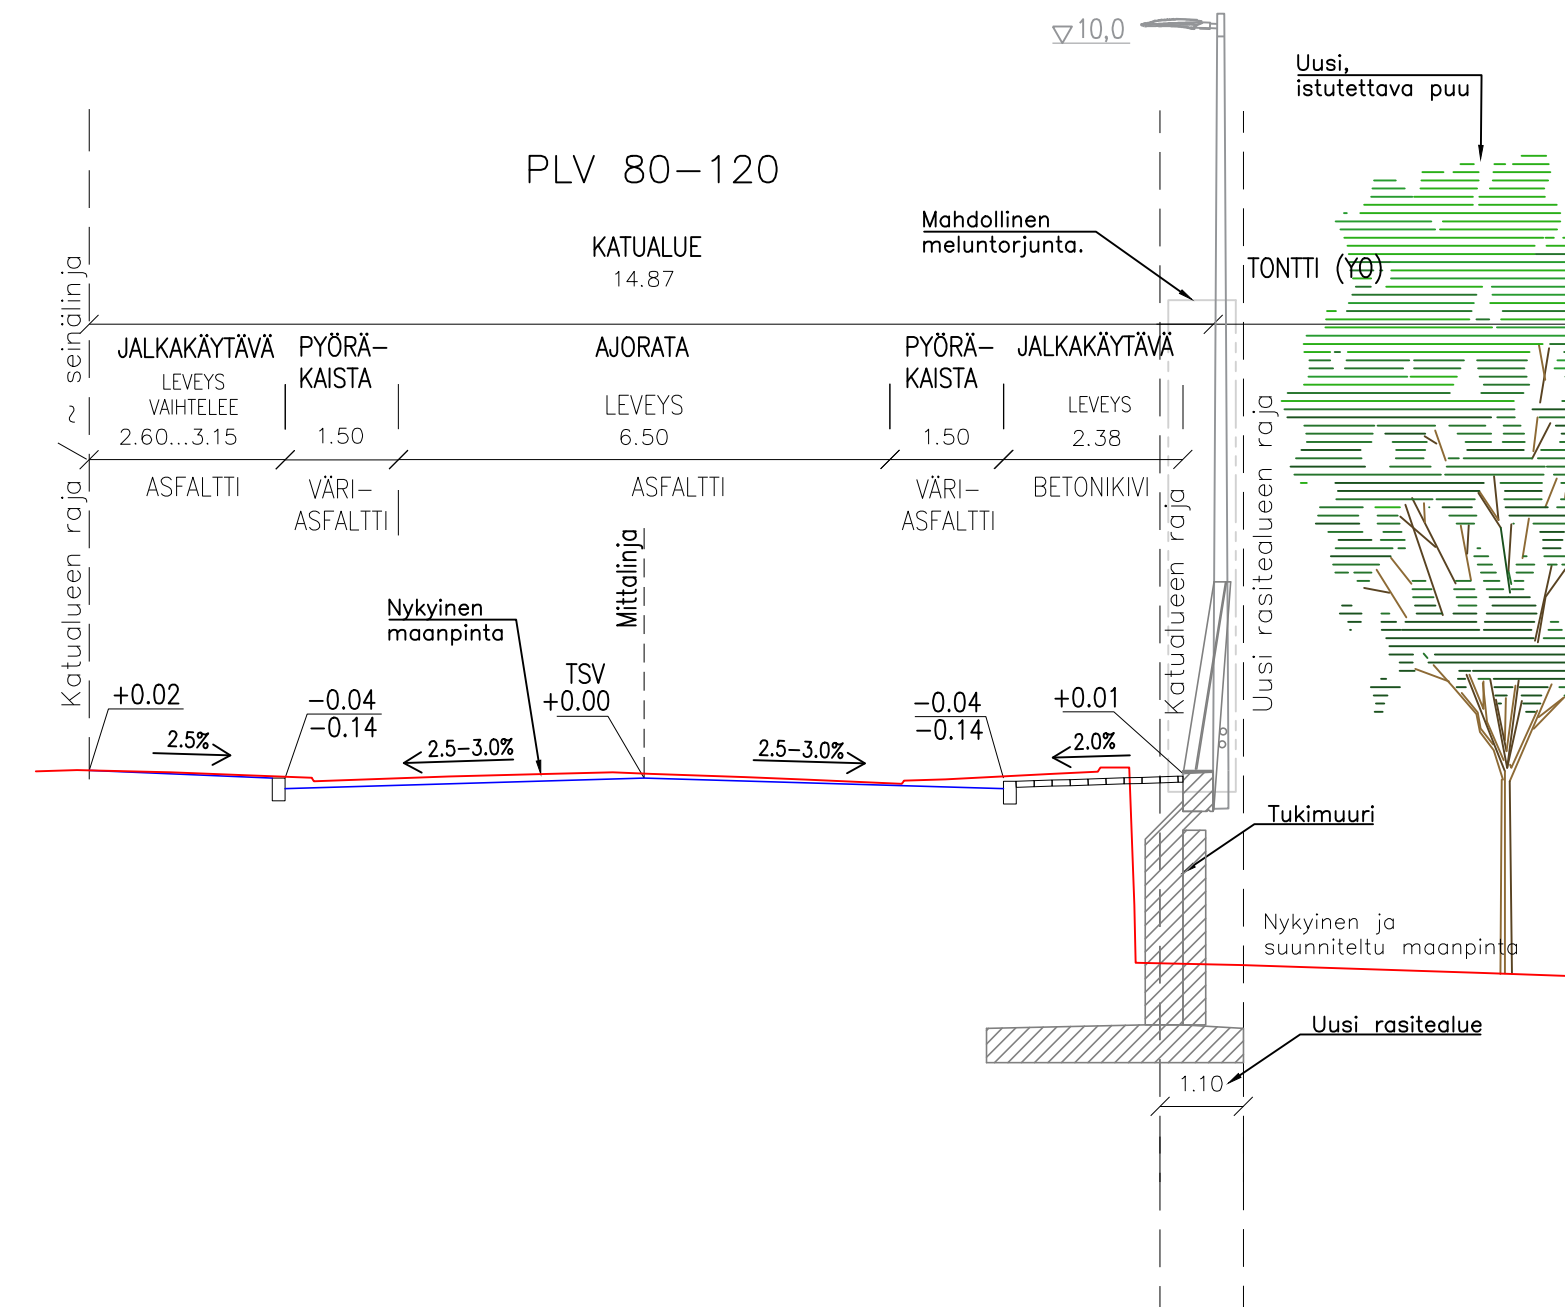 10,0
Uusi,
istutettava puu
PLV 80-120
Mahdollinen
meluntorjunta.
KATUALUE
14.87
TONTTI (YO)
JALKAKÄYTÄVÄ
LEVEYS
VAIHTELEE
2.60...3.15
PYÖRÄ-
KAISTA
1.50
AJORATA
LEVEYS
6.50
PYÖRÄ-
KAISTA
1.50
JALKAKÄYTÄVÄ
LEVEYS
2.38
ASFALTTI
VÄRI-
ASFALTTI
ASFALTTI
VÄRI-
ASFALTTI
BETONIKIVI
Katualueen raja / ~ seinälinja
Mittalinja
Katualueen raja
Uusi rasitealueen raja
Nykyinen
maanpinta
TSV
+0.00
+0.02
-0.04
-0.14
-0.04
-0.14
+0.01
2.5%
2.5-3.0%
2.5-3.0%
2.0%
Tukimuuri
Nykyinen ja
suunniteltu maanpinta
Uusi rasitealue
1.10